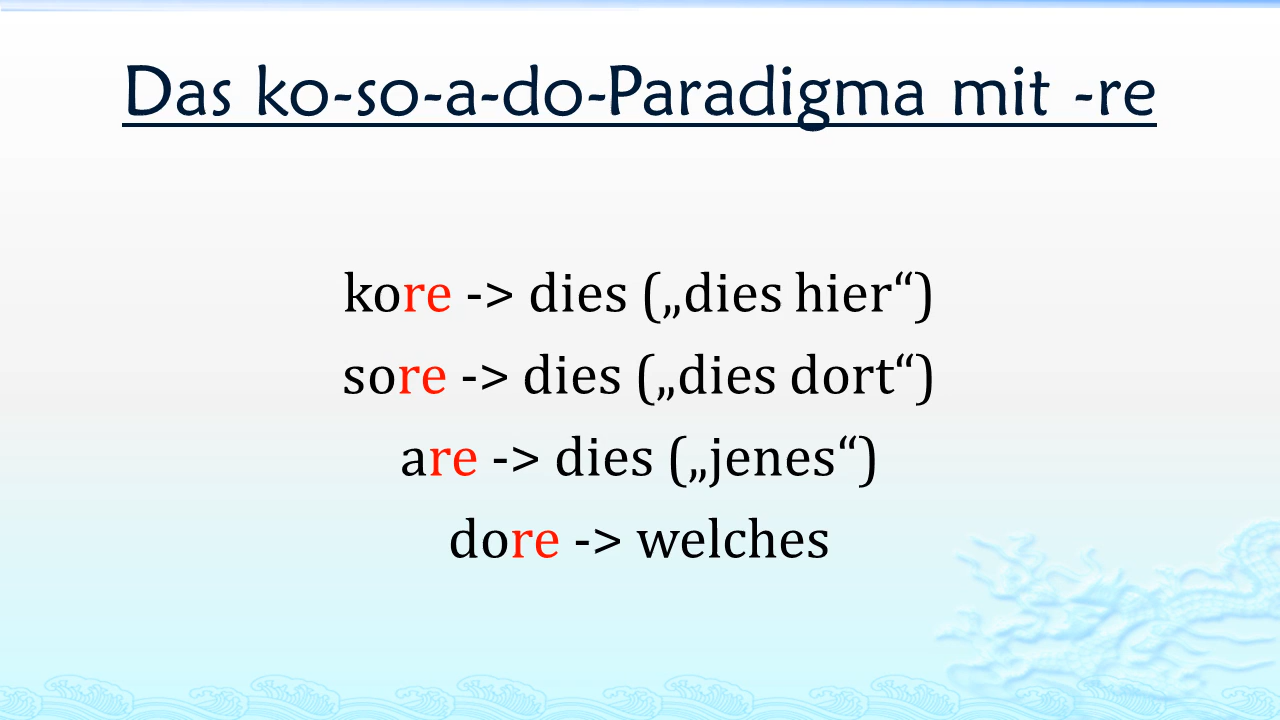 Das ko-so-a-do-Paradigma mit -re
kore -> dies („dies hier“)
sore -> dies („dies dort“)
are -> dies („jenes“)
dore -> welches